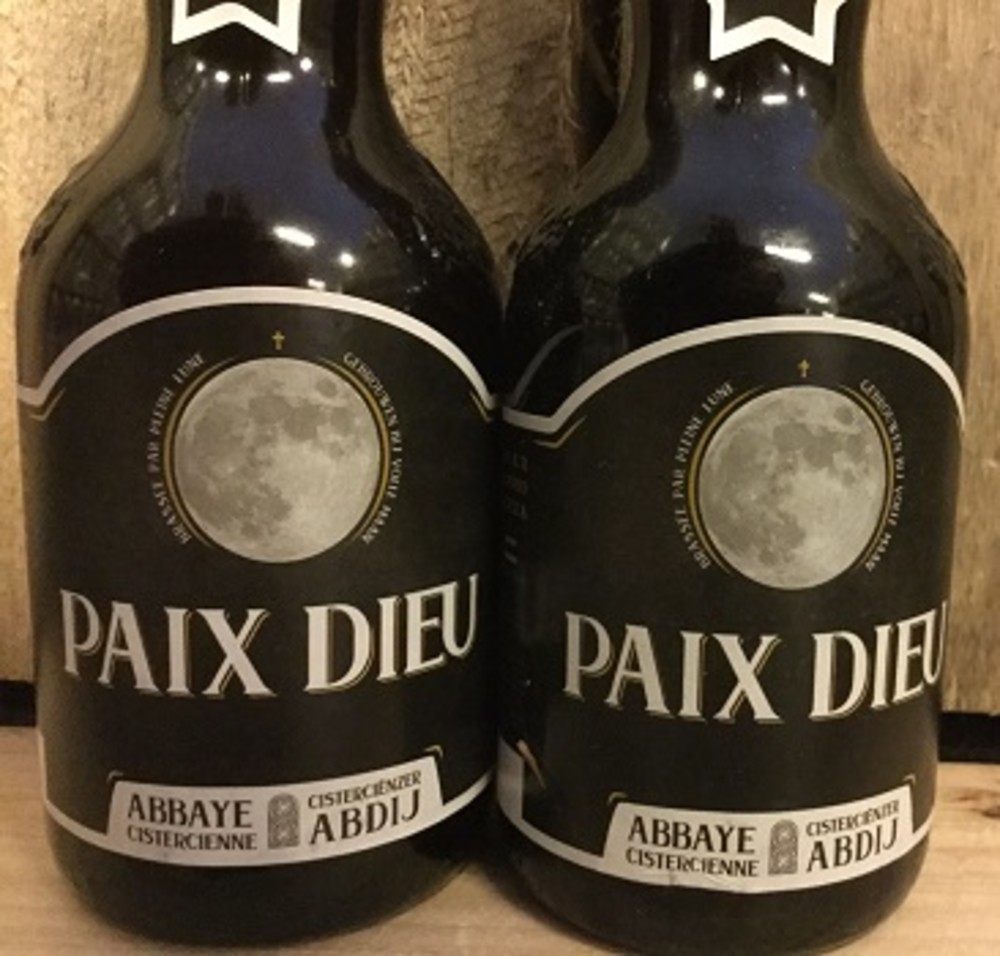 BRASSÉE PAR PLEINE LUNE
GEBROUWEN BIJ VOLLE MAAN
PAIX DIEU
ABBAYE
CISTERCIENNE
CISTERCIËNZER
ABDIJ
BRASSÉE PAR PLEINE LUNE
GEBROUWEN BIJ VOLLE MAAN
PAIX DIEU
ABBAYE
CISTERCIENNE
CISTERCIËNZER
ABDIJ